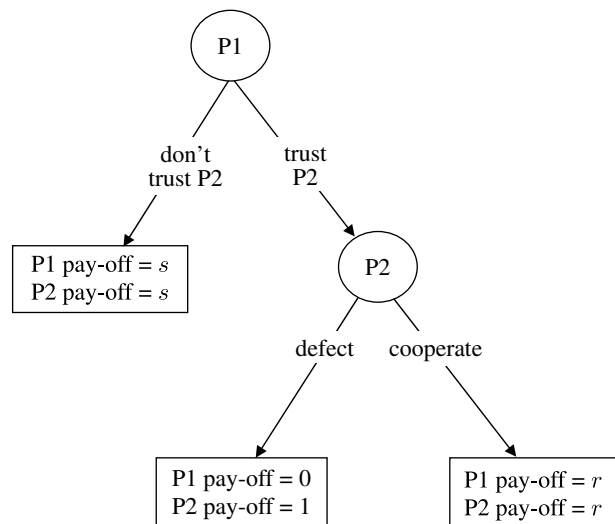 P1
don't
trust P2
trust
P2
P1 pay-off = s
P2 pay-off = s
P2
defect
cooperate
P1 pay-off = 0
P2 pay-off = 1
P1 pay-off = r
P2 pay-off = r